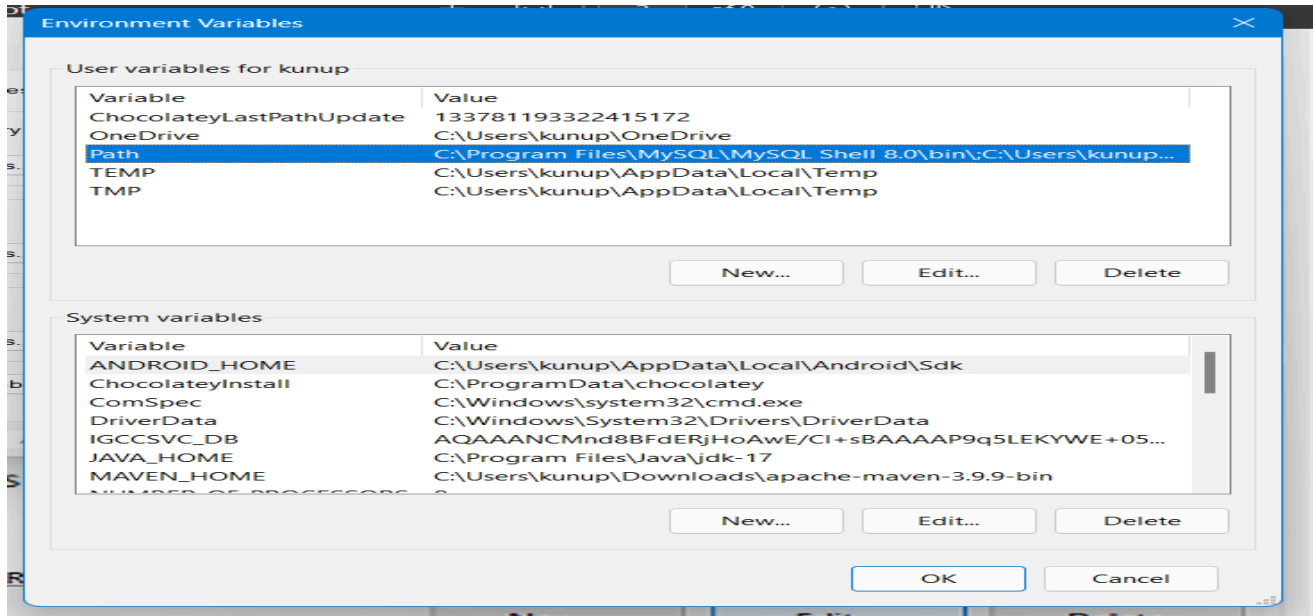 Environment Variables
User variables for kunup
Variable Value
ChocolateyLastPathUpdate 133781193322415172
OneDrive C:\Users\kunup\OneDrive
Path C:\Program Files\MySQL\MySQL Shell 8.0\bin\;C:\Users\kunup...
TEMP C:\Users\kunup\AppData\Local\Temp
TMP C:\Users\kunup\AppData\Local\Temp
New... Edit... Delete
System variables
Variable Value
ANDROID_HOME C:\Users\kunup\AppData\Local\Android\Sdk
ChocolateyInstall C:\ProgramData\chocolatey
ComSpec C:\Windows\system32\cmd.exe
DriverData C:\Windows\System32\Drivers\DriverData
IGCCSVC_DB AQAAANCMnd8BFdERjHoAwE/Cl+sBAAAAP9q5LEKYWE+05...
JAVA_HOME C:\Program Files\Java\jdk-17
MAVEN_HOME C:\Users\kunup\Downloads\apache-maven-3.9.9-bin
New... Edit... Delete
OK Cancel